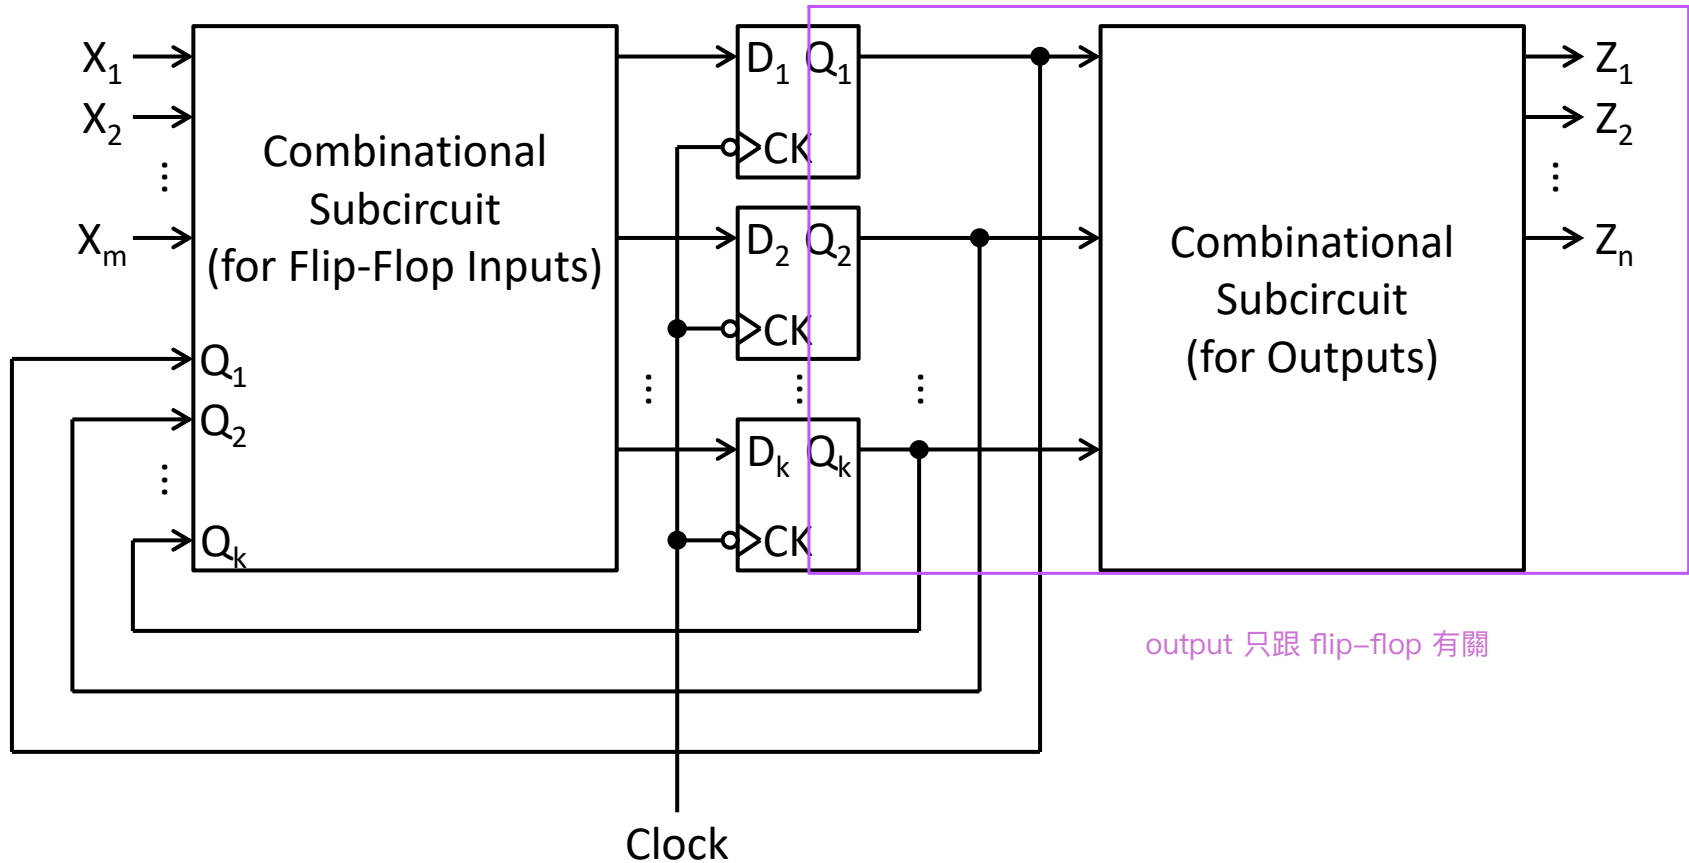 X1
X2
⋮
Xm
Combinational
Subcircuit
(for Flip-Flop Inputs)
Q1
Q2
⋮
Qk
D1 Q1
CK
D2 Q2
CK
⋮ ⋮ ⋮
Dk Qk
CK
Combinational
Subcircuit
(for Outputs)
Z1
Z2
⋮
Zn
output 只跟 flip-flop 有關
Clock